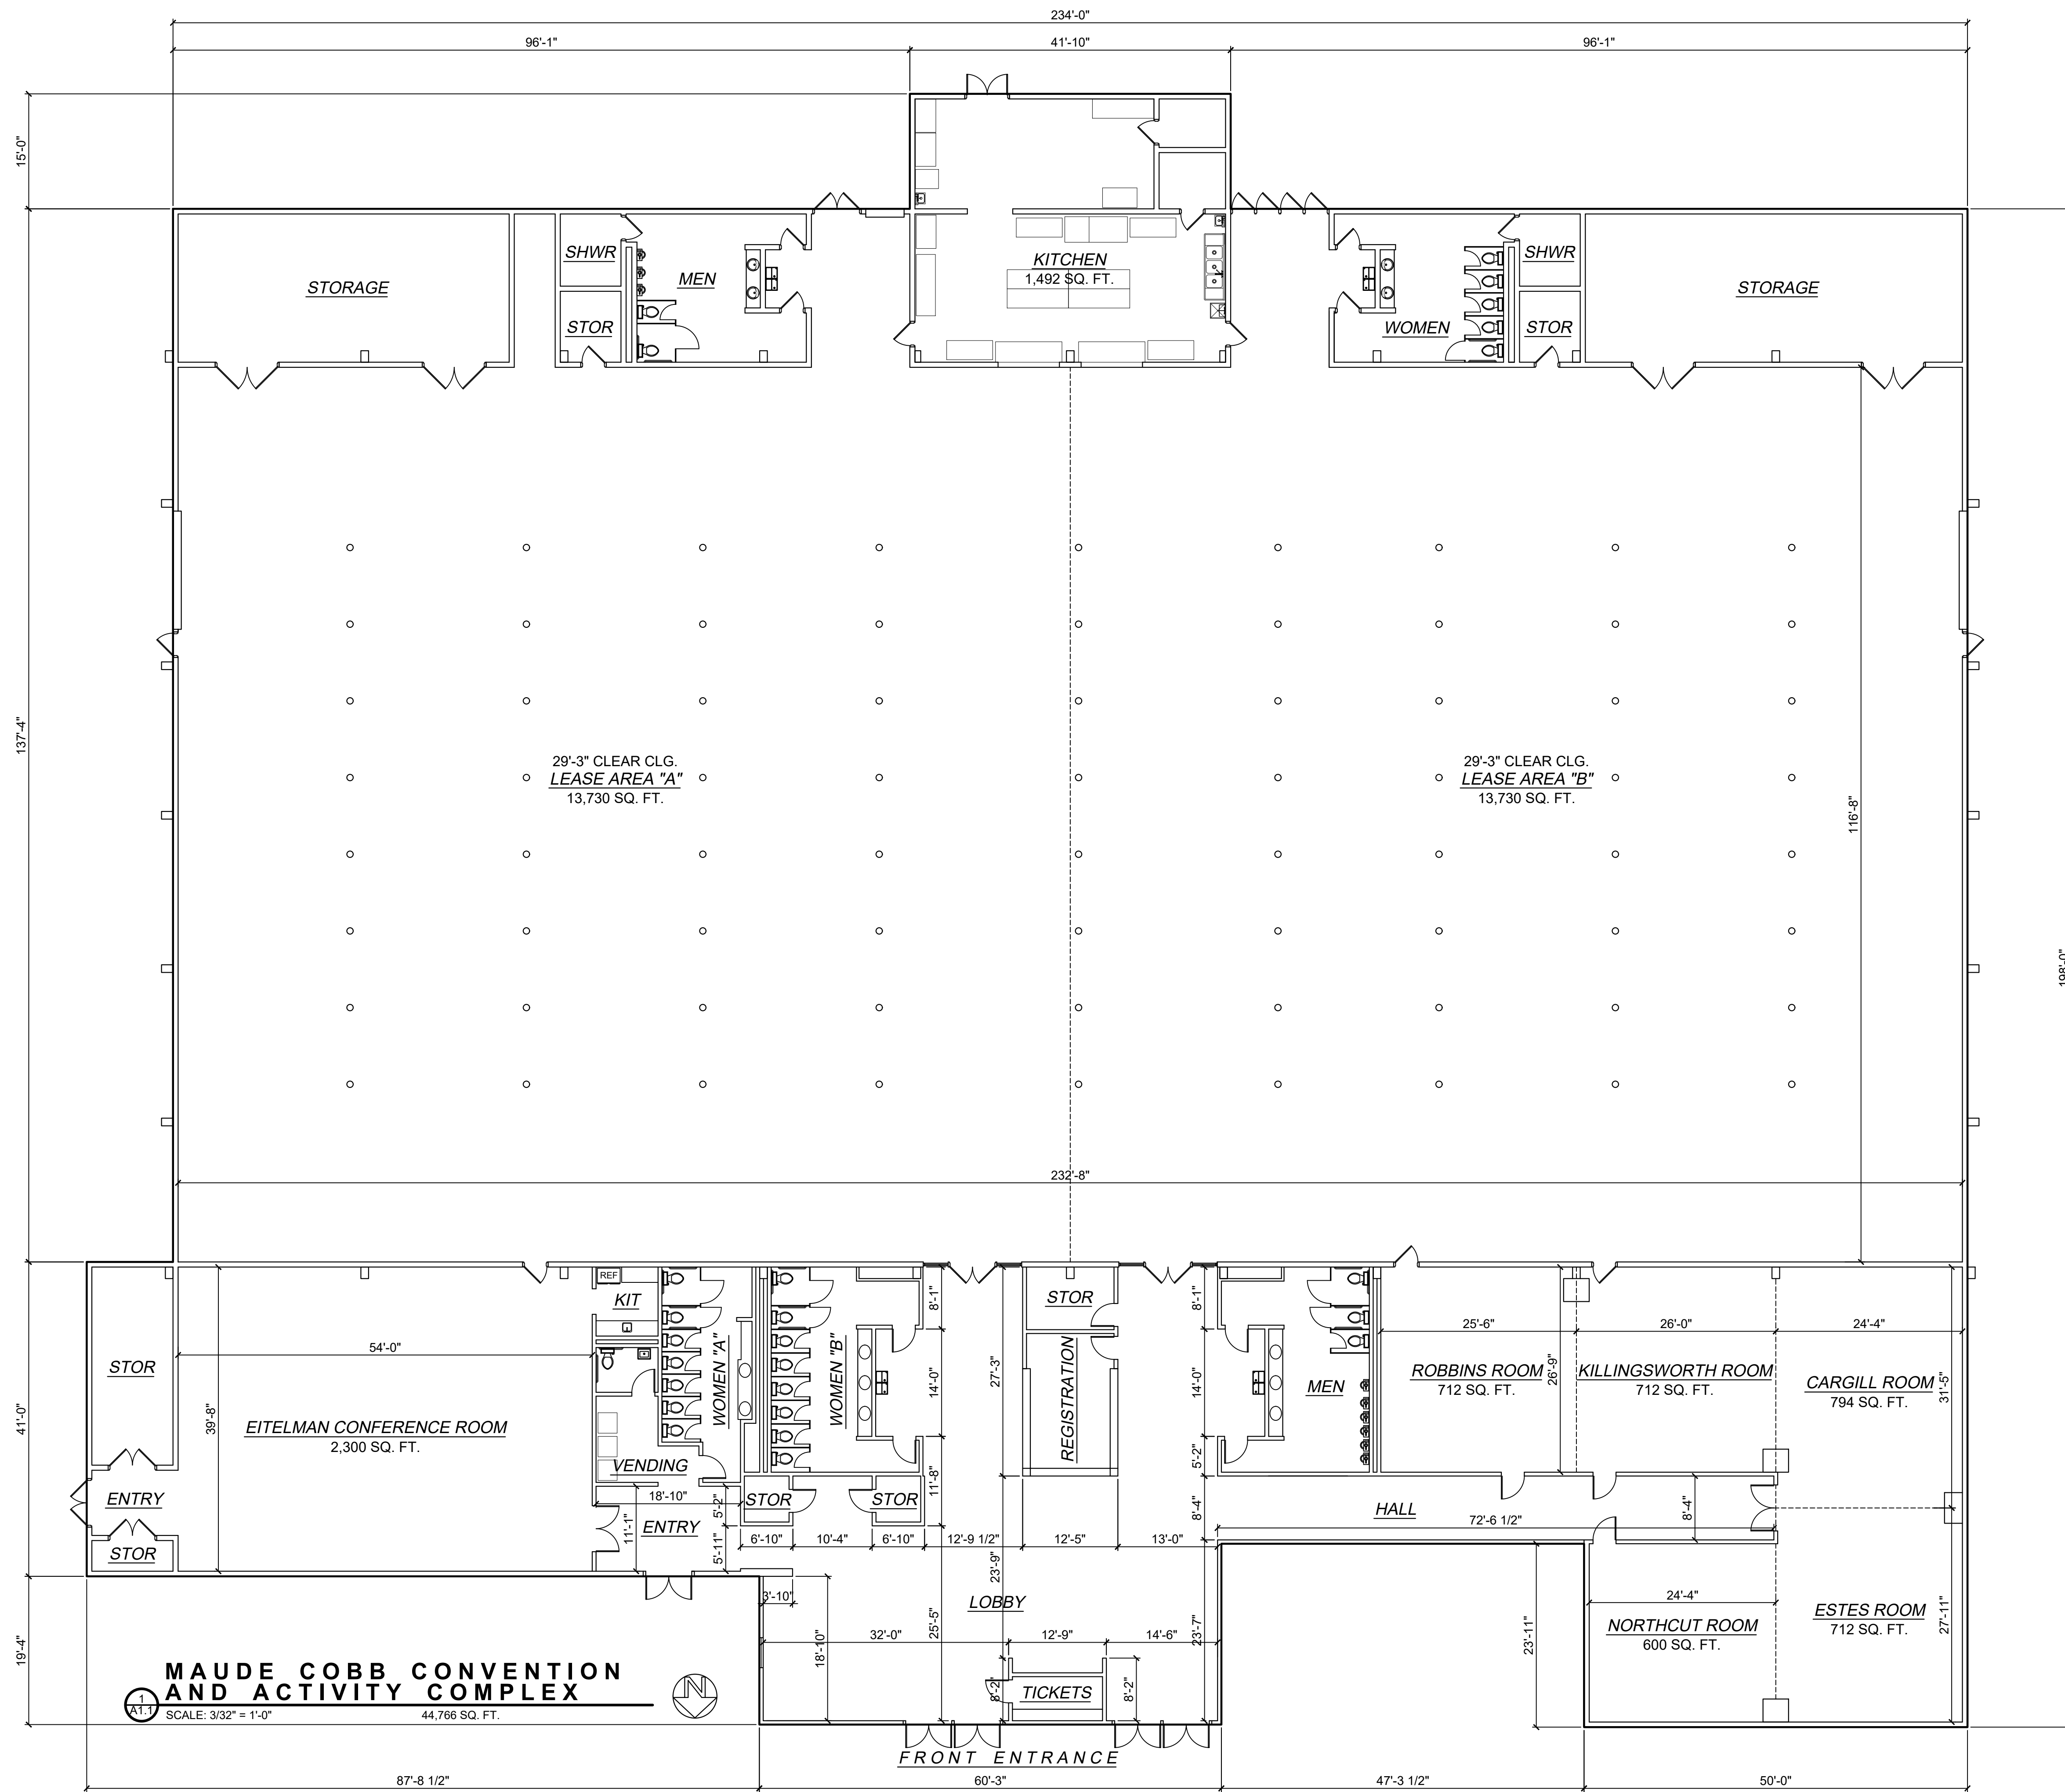 234'-0"
96'-1"
41'-10"
96'-1"
15'-0"
STORAGE
SHWR
STOR
MEN
KITCHEN
1,492 SQ. FT.
WOMEN
SHWR
STOR
STORAGE
137'-4"
29'-3" CLEAR CLG.
LEASE AREA "A"
13,730 SQ. FT.
29'-3" CLEAR CLG.
LEASE AREA "B"
13,730 SQ. FT.
116'-8"
198'-0"
232'-8"
41'-0"
STOR
ENTRY
STOR
54'-0"
39'-8"
EITELMAN CONFERENCE ROOM
2,300 SQ. FT.
REF
KIT
VENDING
18'-10"
11'-1"
ENTRY
5'-2"
5'-11"
WOMEN "A"
WOMEN "B"
STOR
STOR
8'-1"
14'-0"
11'-8"
6'-10"
10'-4"
6'-10"
12'-9 1/2"
12'-5"
13'-0"
27'-3"
STOR
REGISTRATION
8'-1"
14'-0"
5'-2"
8'-4"
MEN
25'-6"
26'-0"
24'-4"
ROBBINS ROOM
712 SQ. FT.
26'-9"
KILLINGSWORTH ROOM
712 SQ. FT.
CARGILL ROOM
794 SQ. FT.
31'-5"
HALL
72'-6 1/2"
8'-4"
3'-10"
18'-10"
25'-5"
23'-9"
LOBBY
32'-0"
12'-9"
14'-6"
23'-7"
8'-2"
TICKETS
8'-2"
23'-11"
24'-4"
NORTHCUT ROOM
600 SQ. FT.
ESTES ROOM
712 SQ. FT.
27'-11"
19'-4"
MAUDE COBB CONVENTION
AND ACTIVITY COMPLEX
1
A1.1
SCALE: 3/32" = 1'-0"
44,766 SQ. FT.
N
FRONT ENTRANCE
87'-8 1/2"
60'-3"
47'-3 1/2"
50'-0"